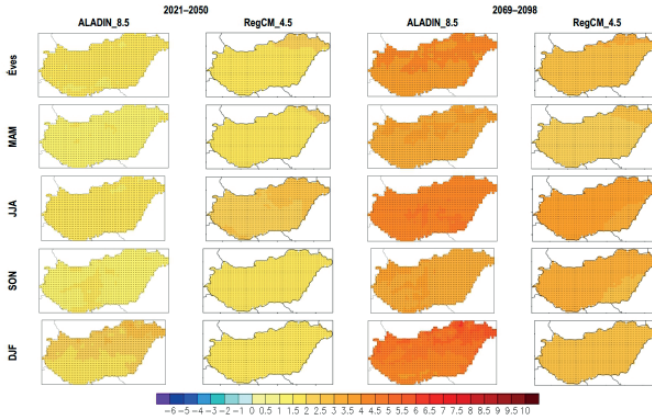 2021–2050 2069–2098
ALADIN_8.5 RegCM_4.5 ALADIN_8.5 RegCM_4.5
Éves
MAM
JJA
SON
DJF
−6 −5 −4 −3 −2 −1 0 0.5 1 1.5 2 2.5 3 3.5 4 4.5 5 5.5 6 6.5 7 7.5 8 8.5 9 9.5 10